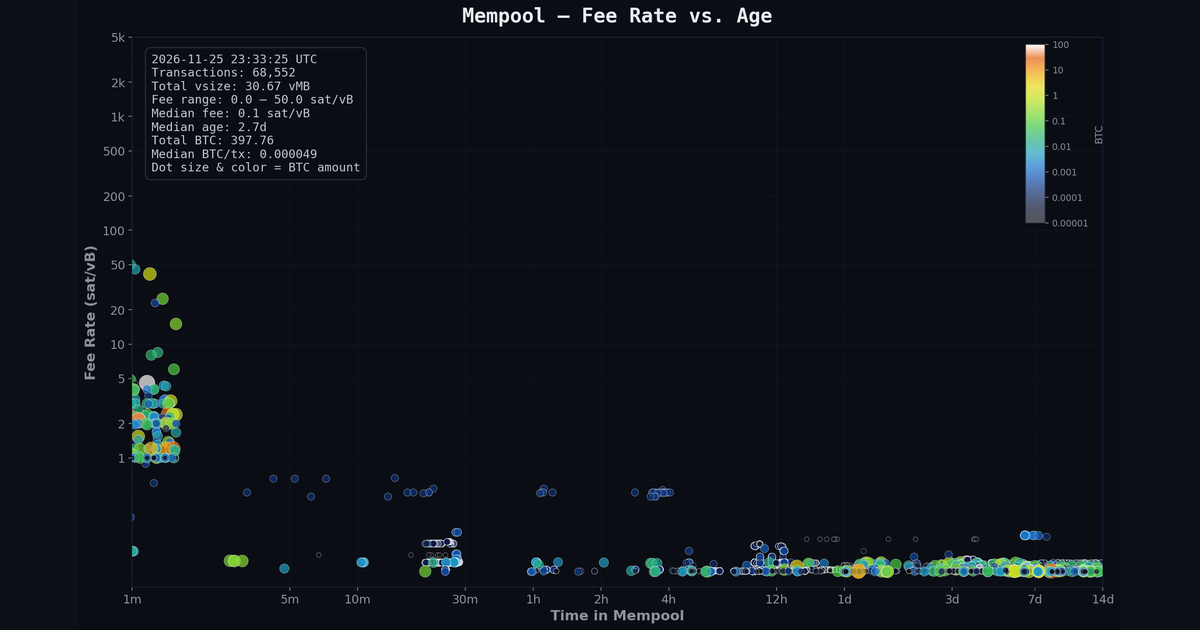 Mempool — Fee Rate vs. Age
2026-11-25 23:33:25 UTC
Transactions: 68,552
Total vsize: 30.67 vMB
Fee range: 0.0 — 50.0 sat/vB
Median fee: 0.1 sat/vB
Median age: 2.7d
Total BTC: 397.76
Median BTC/tx: 0.000049
Dot size & color = BTC amount
5k
2k
1k
500
200
100
50
20
10
5
2
1
Fee Rate (sat/vB)
100
10
1
0.1
0.01
0.001
0.0001
0.00001
BTC
1m
5m
10m
30m
1h
2h
4h
12h
1d
3d
7d
14d
Time in Mempool